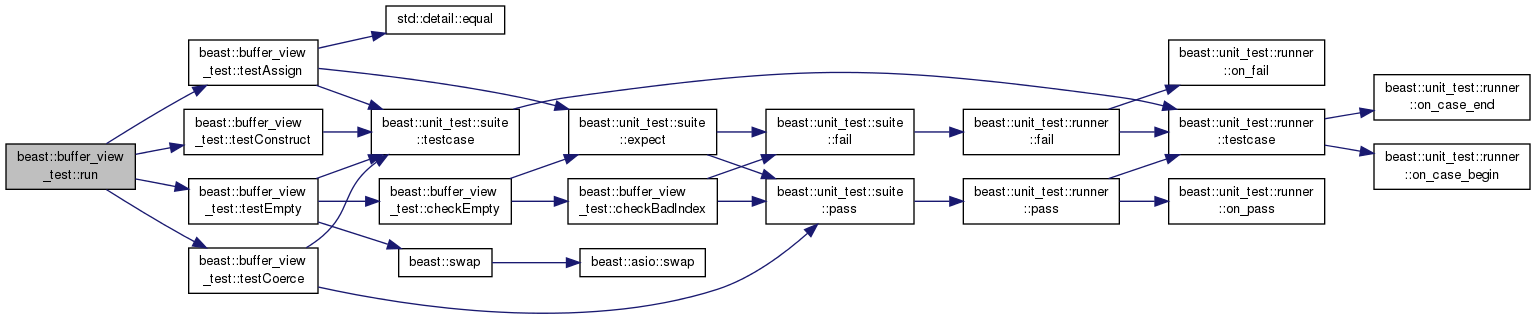 beast::buffer_view
_test::run
beast::buffer_view
_test::testAssign
beast::buffer_view
_test::testConstruct
beast::buffer_view
_test::testEmpty
beast::buffer_view
_test::testCoerce
std::detail::equal
beast::unit_test::suite
::testcase
beast::buffer_view
_test::checkEmpty
beast::swap
beast::unit_test::suite
::expect
beast::buffer_view
_test::checkBadIndex
beast::asio::swap
beast::unit_test::suite
::fail
beast::unit_test::suite
::pass
beast::unit_test::runner
::fail
beast::unit_test::runner
::pass
beast::unit_test::runner
::on_fail
beast::unit_test::runner
::testcase
beast::unit_test::runner
::on_pass
beast::unit_test::runner
::on_case_end
beast::unit_test::runner
::on_case_begin